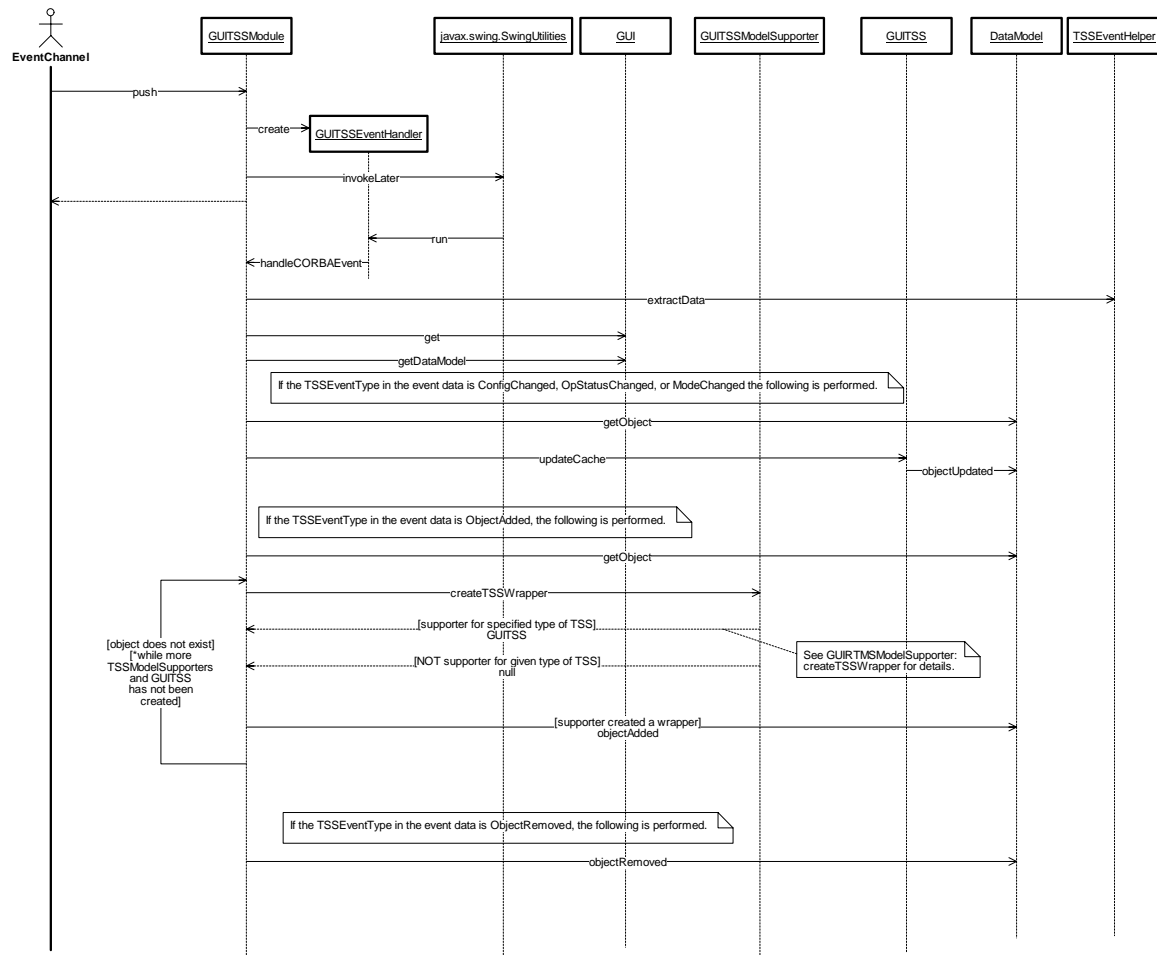 EventChannel
GUITSSModule
javax.swing.SwingUtilities
GUI
GUITSSModelSupporter
GUITSS
DataModel
TSSEventHelper
push
create
GUITSSEventHandler
invokeLater
run
handleCORBAEvent
extractData
get
getDataModel
If the TSSEventType in the event data is ConfigChanged, OpStatusChanged, or ModeChanged the following is performed.
getObject
updateCache
objectUpdated
If the TSSEventType in the event data is ObjectAdded, the following is performed.
getObject
createTSSWrapper
[supporter for specified type of TSS]
GUITSS
[object does not exist]
[*while more
TSSModelSupporters
and GUITSS
has not been
created]
See GUIRTMSModelSupporter:
createTSSWrapper for details.
[NOT supporter for given type of TSS]
null
[supporter created a wrapper]
objectAdded
If the TSSEventType in the event data is ObjectRemoved, the following is performed.
objectRemoved